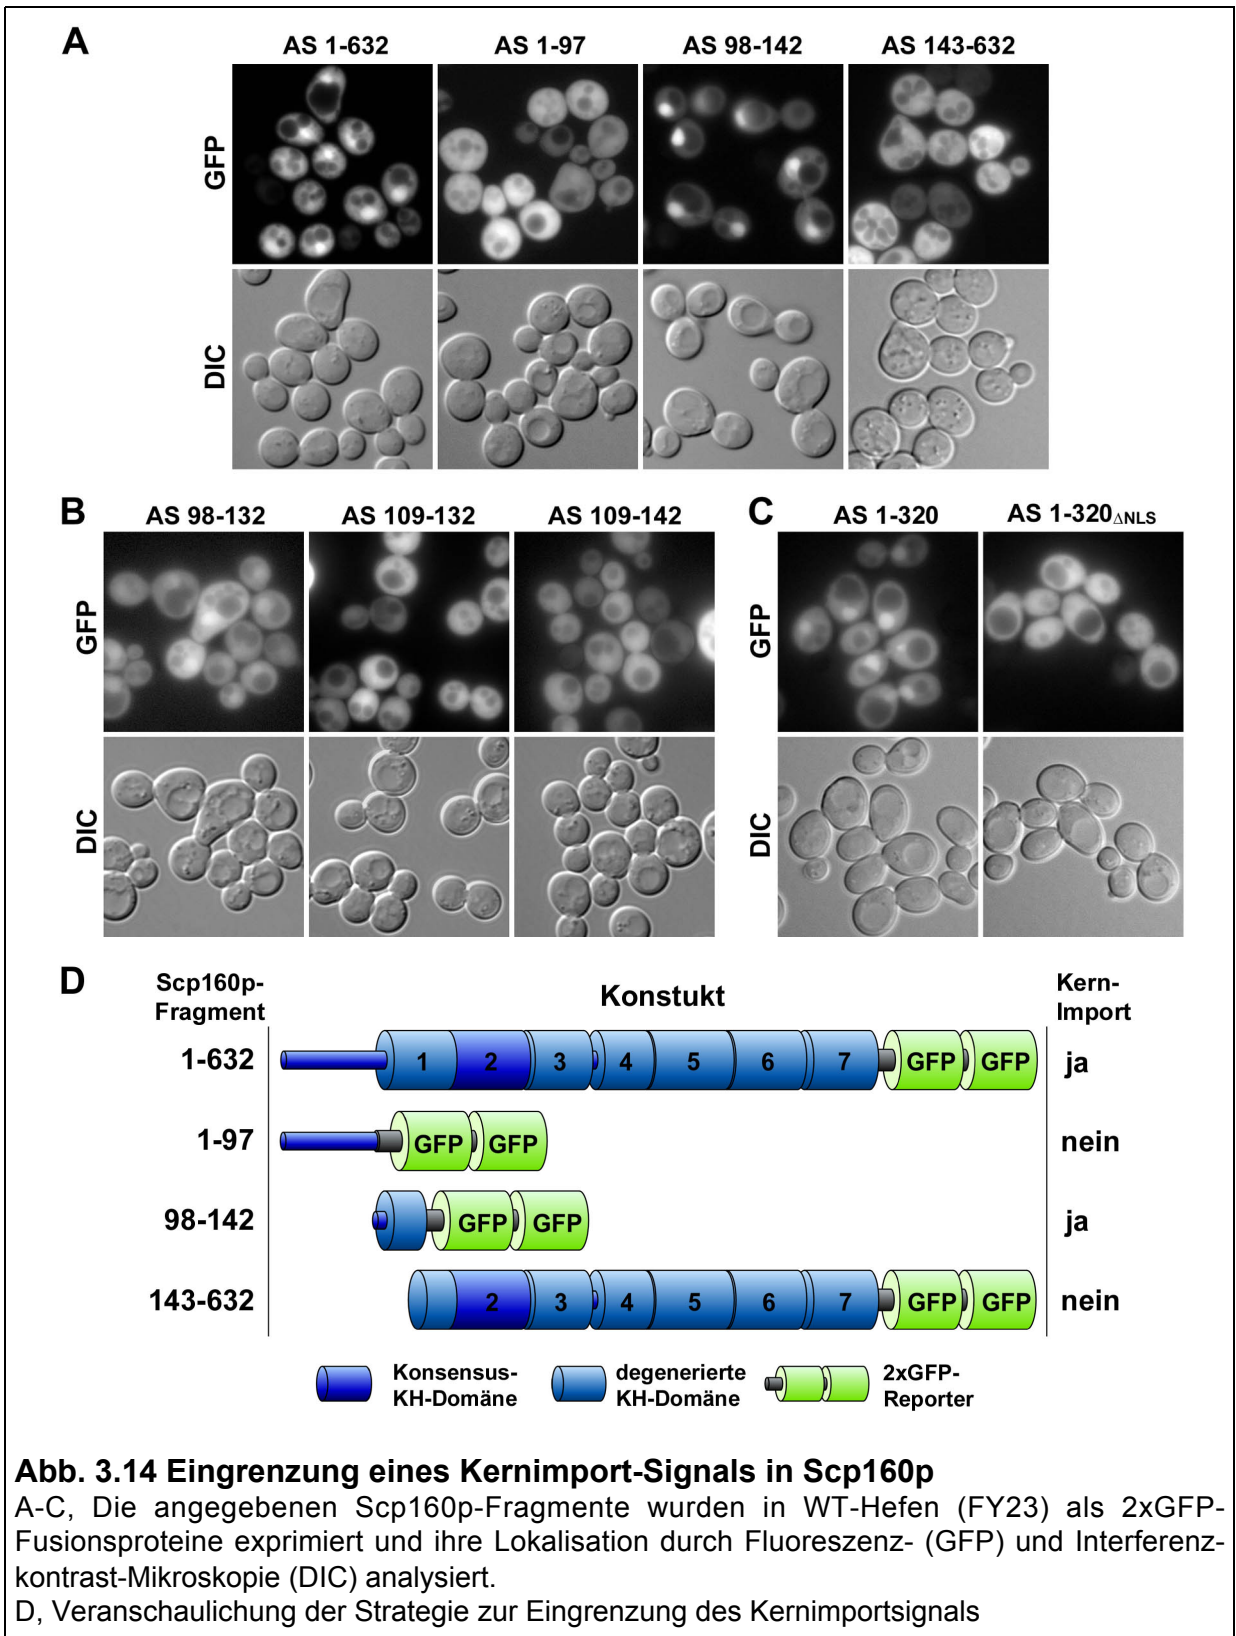 A
AS 1-632
AS 1-97
AS 98-142
AS 143-632
GFP
DIC
B
AS 98-132
AS 109-132
AS 109-142
C
AS 1-320
AS 1-320ΔNLS
GFP
DIC
GFP
DIC
D
Scp160p-
Fragment
Konstukt
Kern-
Import
1-632
1
2
3
4
5
6
7
GFP
GFP
ja
1-97
GFP
GFP
nein
98-142
GFP
GFP
ja
143-632
2
3
4
5
6
7
GFP
GFP
nein
Konsensus-
KH-Domäne
degenerierte
KH-Domäne
2xGFP-
Reporter
Abb. 3.14 Eingrenzung eines Kernimport-Signals in Scp160p
A-C, Die angegebenen Scp160p-Fragmente wurden in WT-Hefen (FY23) als 2xGFP-
Fusionsproteine exprimiert und ihre Lokalisation durch Fluoreszenz- (GFP) und Interferenz-
kontrast-Mikroskopie (DIC) analysiert.
D, Veranschaulichung der Strategie zur Eingrenzung des Kernimportsignals